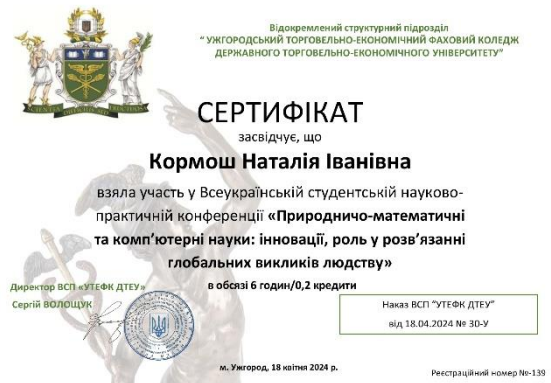 Відокремлений структурний підрозділ
“ УЖГОРОДСЬКИЙ ТОРГОВЕЛЬНО-ЕКОНОМІЧНИЙ ФАХОВИЙ КОЛЕДЖ
ДЕРЖАВНОГО ТОРГОВЕЛЬНО-ЕКОНОМІЧНОГО УНІВЕРСИТЕТУ”
СЕРТИФІКАТ
засвідчує, що
Кормош Наталія Іванівна
взяла участь у Всеукраїнській студентській науково-
практичній конференції «Природничо-математичні
та комп’ютерні науки: інновації, роль у розв’язанні
глобальних викликів людству»
в обсязі 6 годин/0,2 кредити
Директор ВСП «УТЕФК ДТЕУ»
Сергій ВОЛОЩУК
Наказ ВСП “УТЕФК ДТЕУ”
від 18.04.2024 № 30-У
м. Ужгород, 18 квітня 2024 р.
Реєстраційний номер №-139